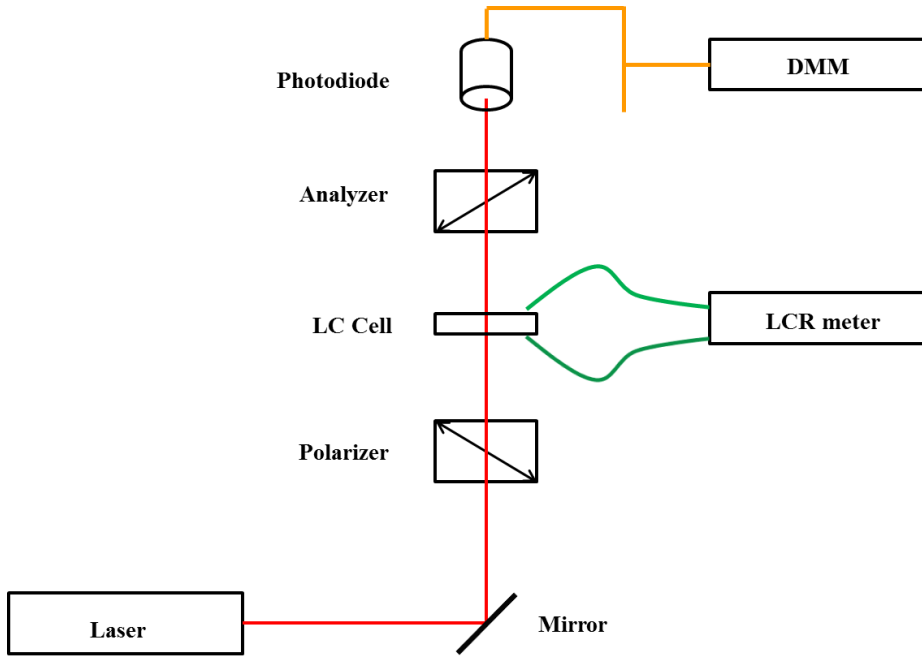 DMM
Photodiode
Analyzer
LC Cell
LCR meter
Polarizer
Laser
Mirror